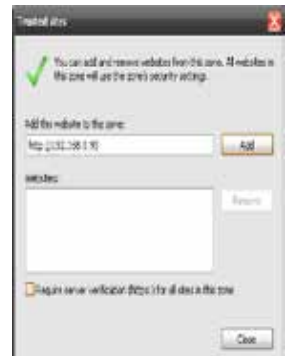 Trusted sites
You can add and remove websites from this zone. All websites in
this zone will use the zone's security settings.
Add this website to the zone:
Add
Websites:
Remove
Require server verification (https:) for all sites in this zone
Close